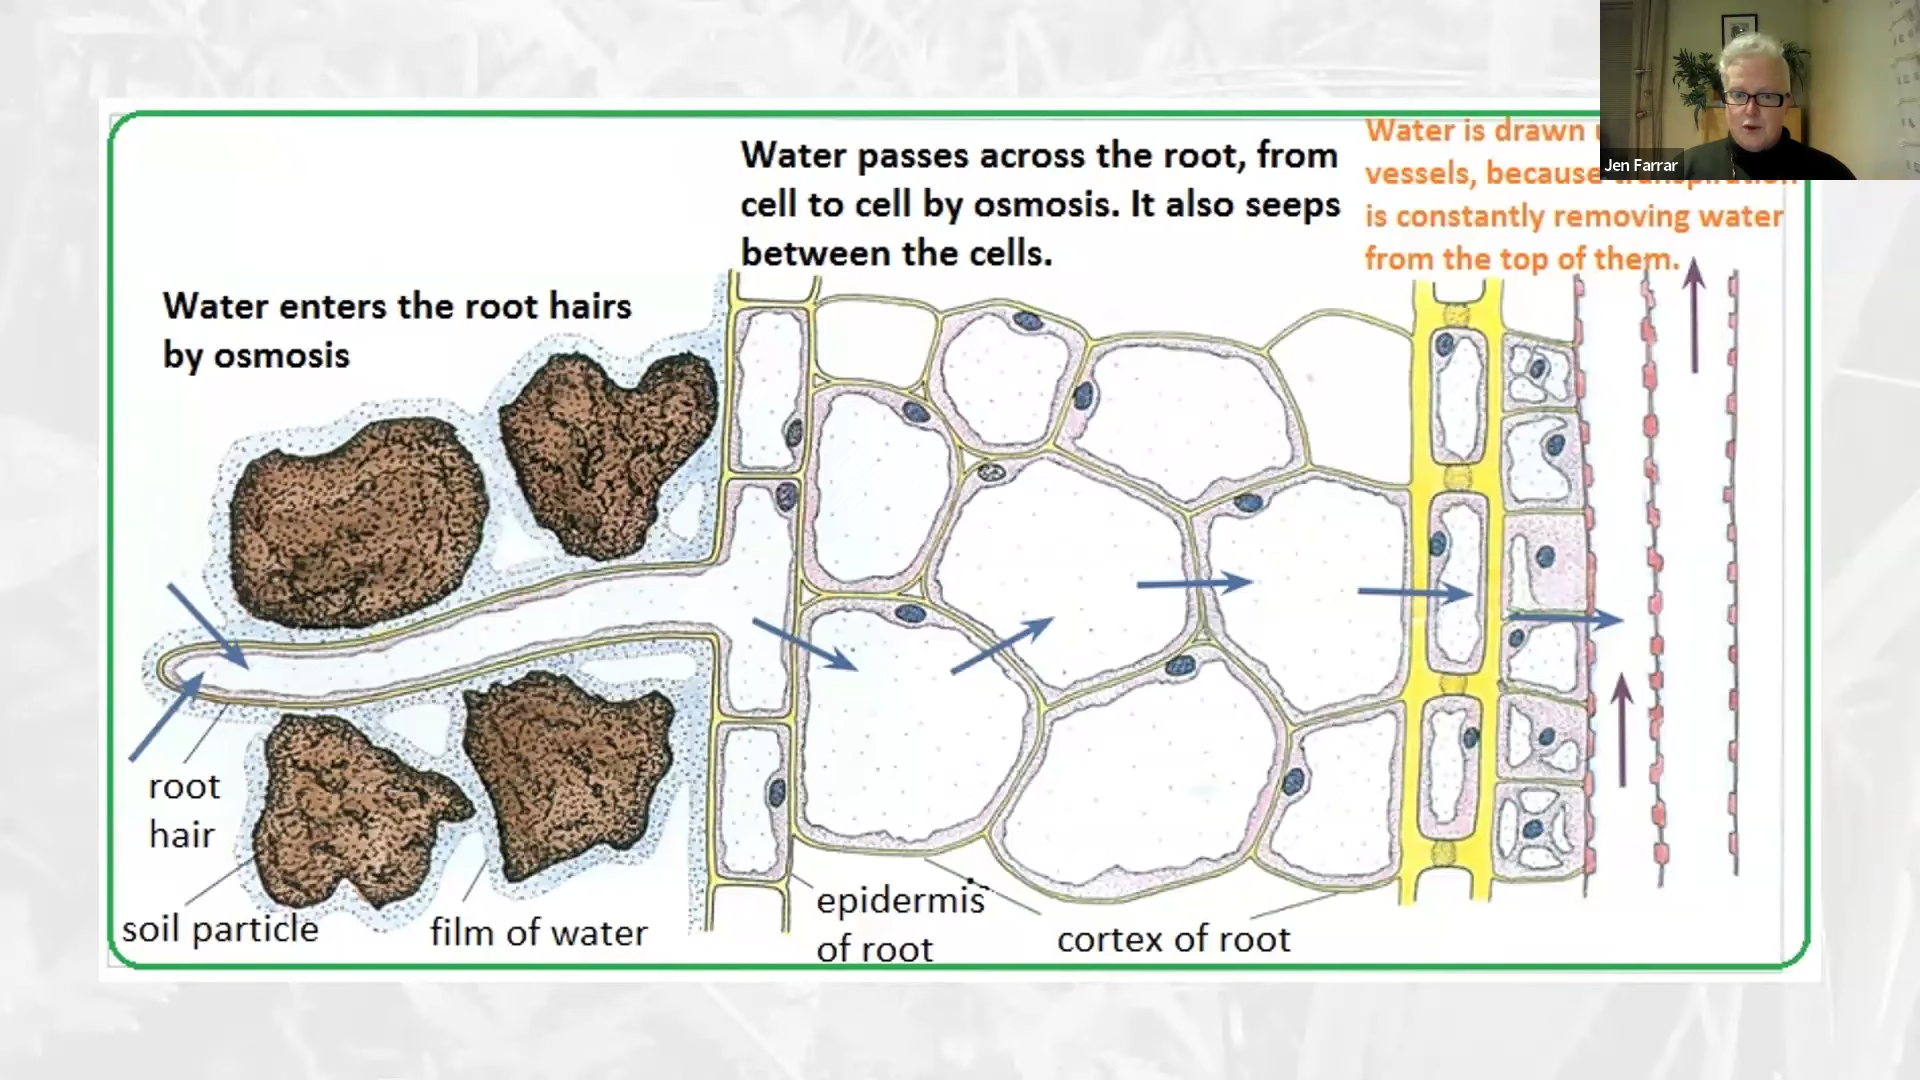 Water enters the root hairs
by osmosis
Water passes across the root, from
cell to cell by osmosis. It also seeps
between the cells.
Water is drawn
vessels, because
is constantly removing water
from the top of them.
Jen Farrar
root
hair
soil particle
film of water
epidermis
of root
cortex of root